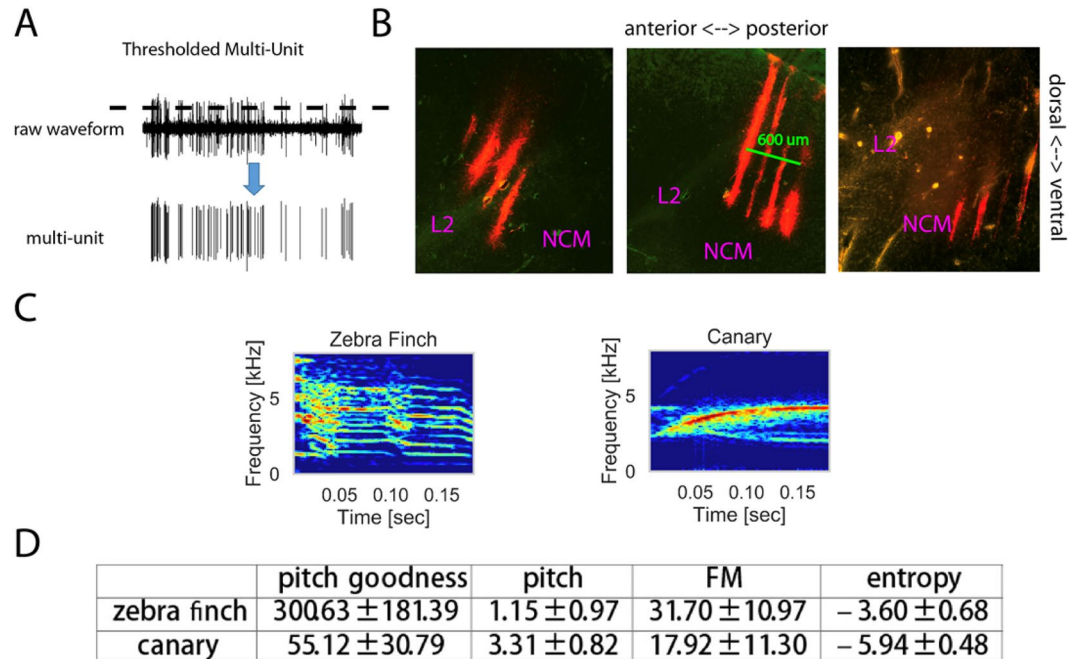 A
Thresholded Multi-Unit
raw waveform
multi-unit
B
anterior <--> posterior
dorsal <--> ventral
L2
NCM
600 um
L2
NCM
L2
NCM
C
Zebra Finch
Frequency [kHz]
5
0
0.05 0.10 0.15
Time [sec]
Canary
Frequency [kHz]
5
0
0.05 0.10 0.15
Time [sec]
D
pitch goodness pitch FM entropy
zebra finch 300.63 ±181.39 1.15±0.97 31.70 ±10.97 –3.60 ±0.68
canary 55.12 ±30.79 3.31 ±0.82 17.92 ±11.30 –5.94 ±0.48